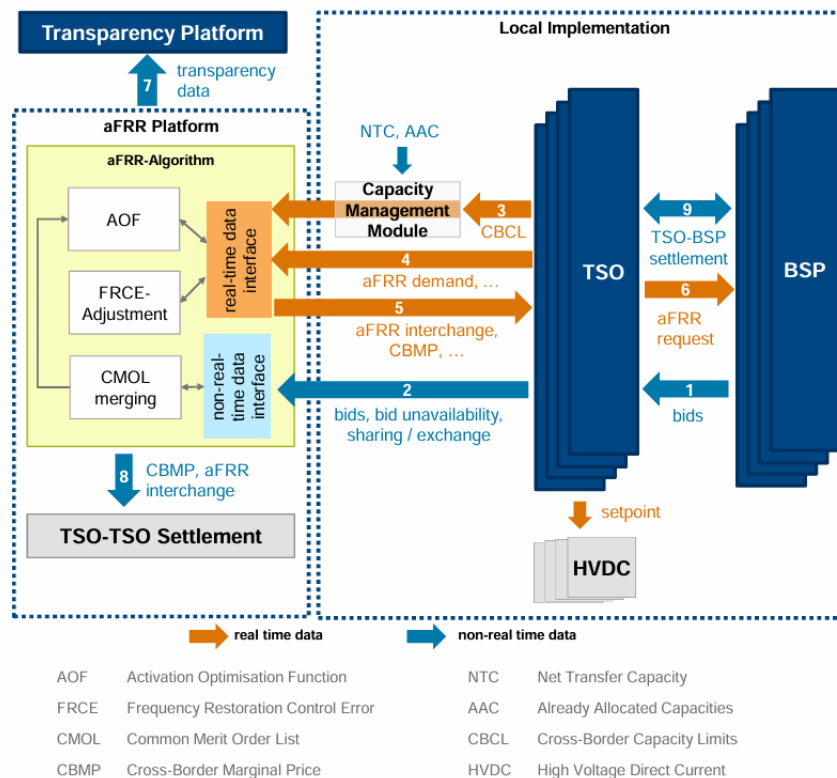 Transparency Platform
Local Implementation
7
transparency
data
aFRR Platform
aFRR-Algorithm
NTC, AAC
AOF
real-time data
interface
Capacity
Management
Module
3
CBCL
9
TSO-BSP
settlement
TSO
BSP
4
aFRR demand, ...
FRCE-
Adjustment
5
aFRR interchange,
CBMP, ...
6
aFRR
request
CMOL
merging
non-real-
time data
interface
2
bids, bid unavailability,
sharing / exchange
1
bids
8
CBMP, aFRR
interchange
setpoint
TSO-TSO Settlement
HVDC
real time data
non-real time data
AOF Activation Optimisation Function
NTC Net Transfer Capacity
FRCE Frequency Restoration Control Error
AAC Already Allocated Capacities
CMOL Common Merit Order List
CBCL Cross-Border Capacity Limits
CBMP Cross-Border Marginal Price
HVDC High Voltage Direct Current